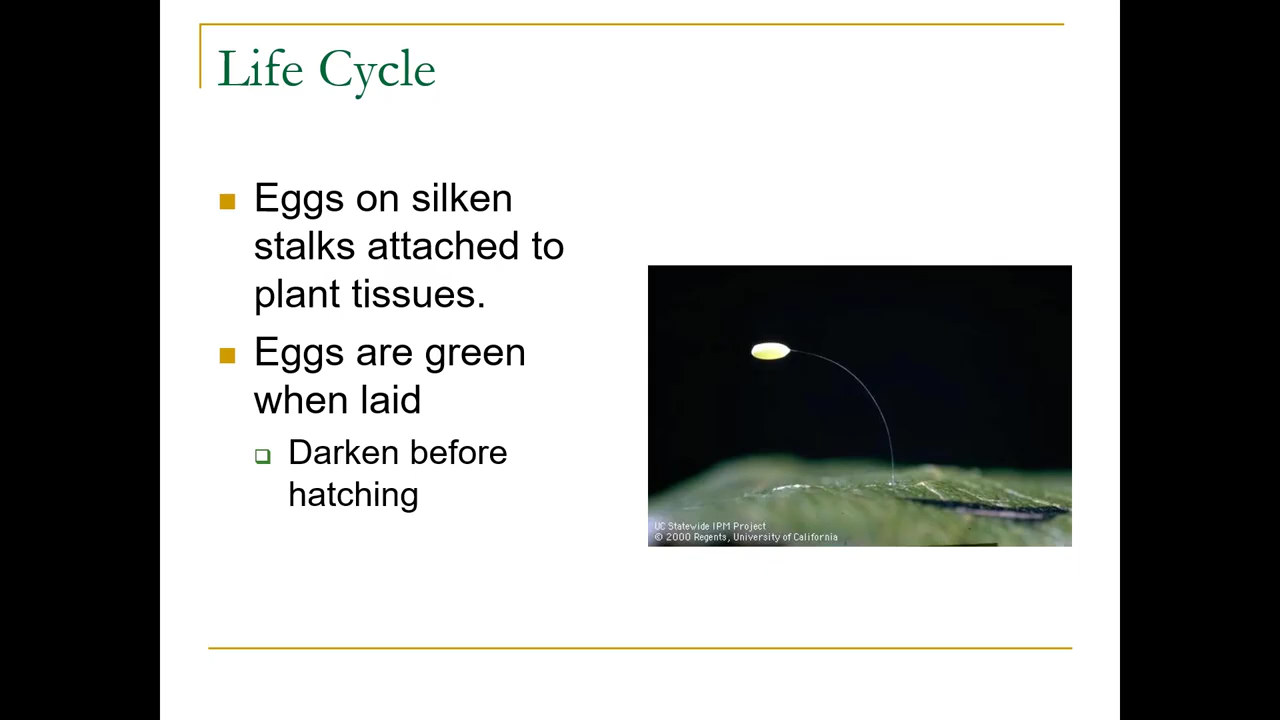 Life Cycle
Eggs on silken
stalks attached to
plant tissues.
Eggs are green
when laid
Darken before
hatching
UC Statewide IPM Project
© 2000 Regents, University of California